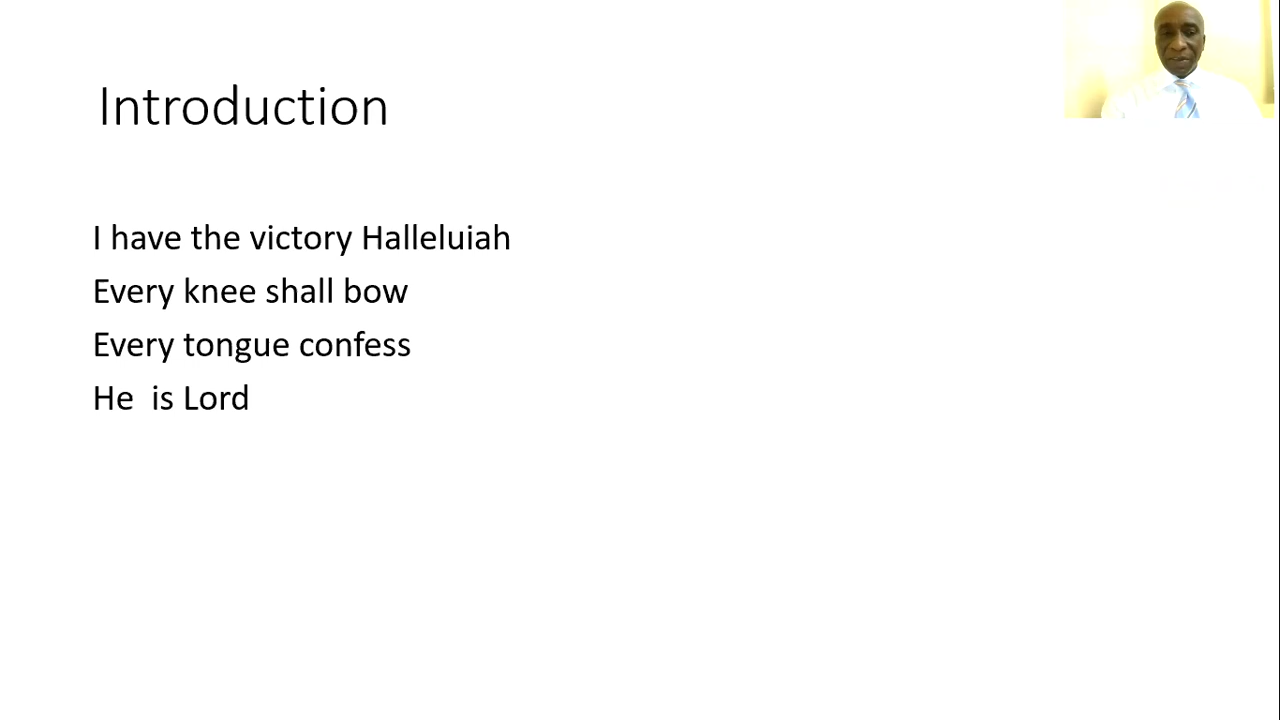 Introduction
I have the victory Halleluiah
Every knee shall bow
Every tongue confess
He  is Lord